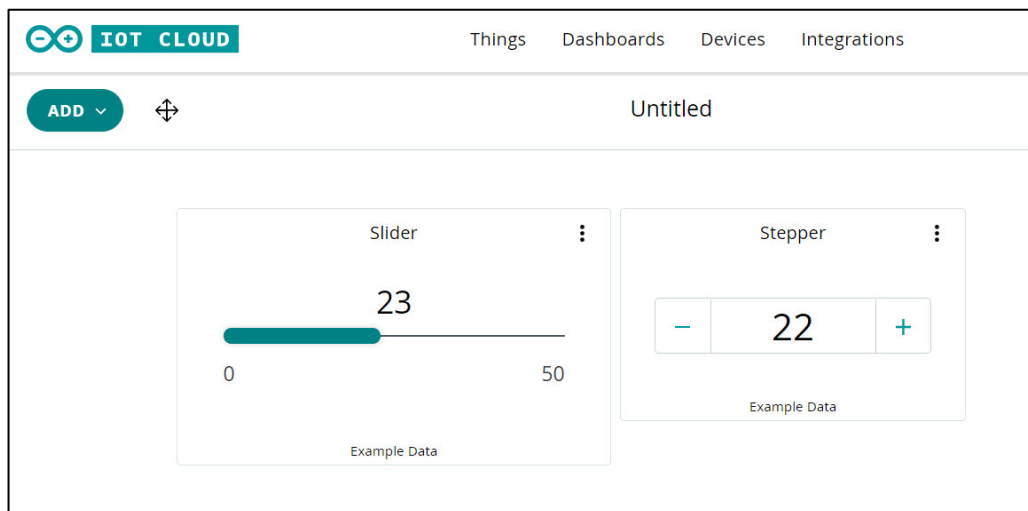 IOT CLOUD
Things Dashboards Devices Integrations
ADD
Untitled
Slider
23
0 50
Example Data
Stepper
− 22 +
Example Data